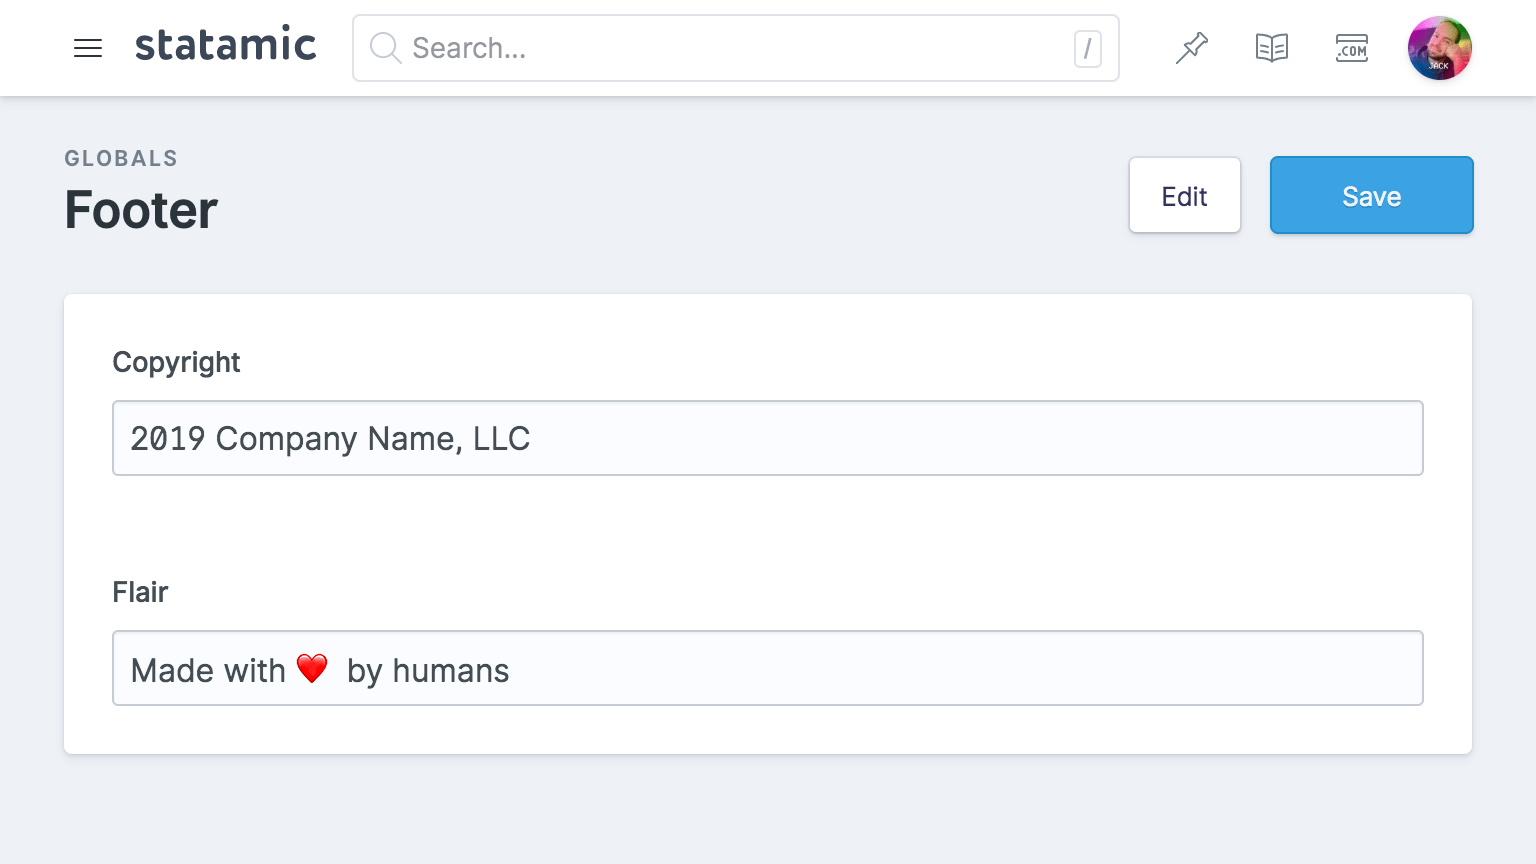 statamic
Search...
/
.COM
JACK
GLOBALS
Footer
Edit
Save
Copyright
2019 Company Name, LLC
Flair
Made with ❤️ by humans